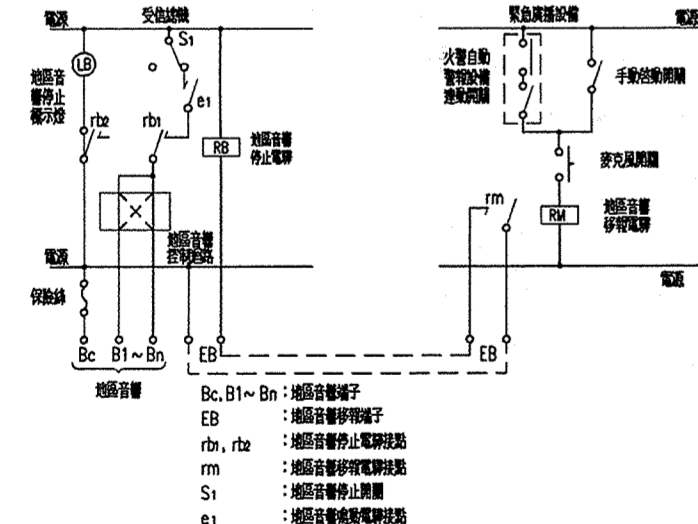 電源
受信總機
S1
LB
地區音
響停止
標示燈
rb2
rb1
e1
RB
地區音響
停止電驛
地區音響
控制回路
電源
保險絲
Bc B1~Bn
地區音響
EB
緊急廣播設備
電源
火警自動
警報設備
連動開關
手動啟動開關
麥克風開關
rm
RM
地區音響
移報電驛
電源
EB
Bc, B1~Bn :地區音響端子
EB :地區音響移報端子
rb1, rb2 :地區音響停止電驛接點
rm :地區音響移報電驛接點
S1 :地區音響停止開關
e1 :地區音響鳴動電驛接點